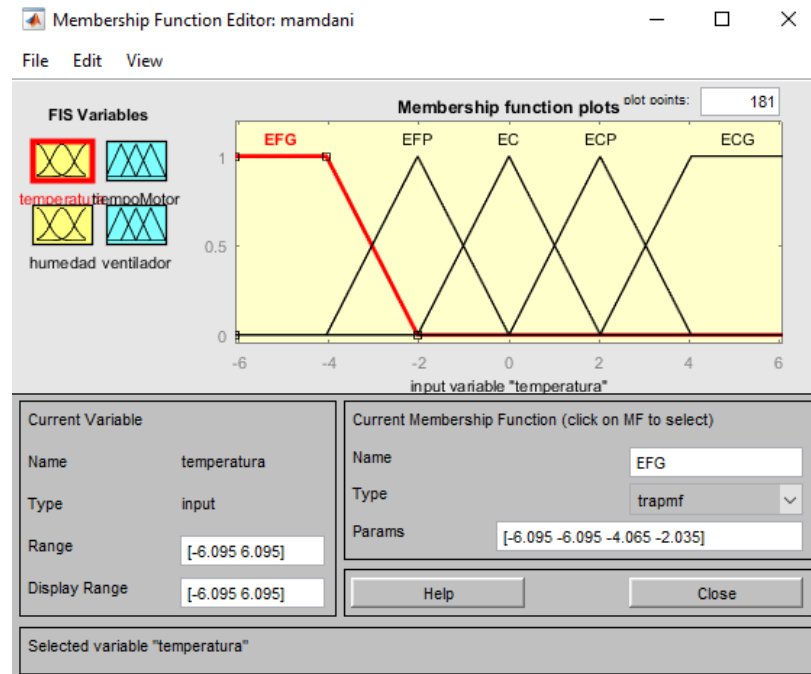 Membership Function Editor: mamdani
File Edit View
FIS Variables
temperatura tiempoMotor
humedad ventilador
Membership function plots plot points: 181
EFG EFP EC ECP ECG
1
0.5
0
-6 -4 -2 0 2 4 6
input variable "temperatura"
Current Variable
Name temperatura
Type input
Range [-6.095 6.095]
Display Range [-6.095 6.095]
Current Membership Function (click on MF to select)
Name EFG
Type trapmf
Params [-6.095 -6.095 -4.065 -2.035]
Help Close
Selected variable "temperatura"